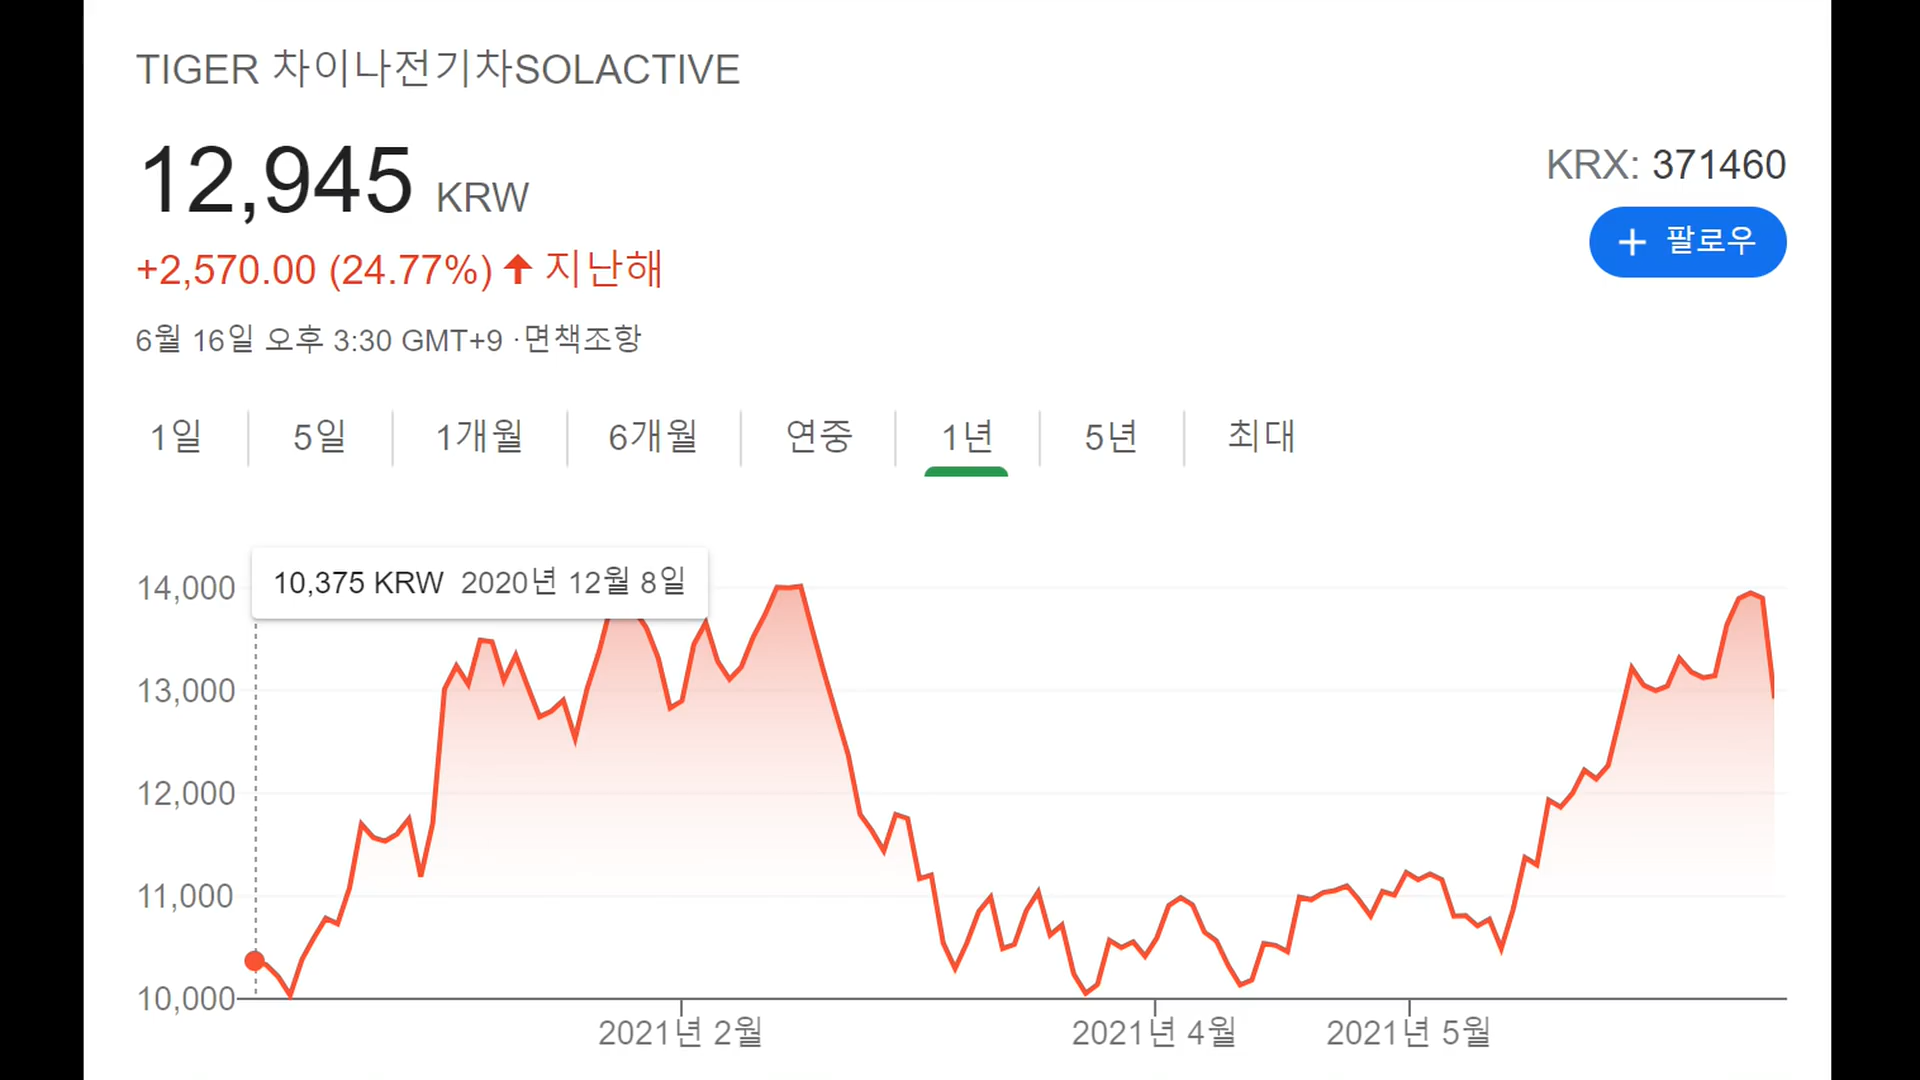 TIGER 차이나전기차SOLACTIVE
12,945 KRW
KRX: 371460
+ 팔로우
+2,570.00 (24.77%) 지난해
6월 16일 오후 3:30 GMT+9 ·면책조항
1일 5일 1개월 6개월 연중 1년 5년 최대
10,375 KRW 2020년 12월 8일
14,000
13,000
12,000
11,000
10,000
2021년 2월 2021년 4월 2021년 5월